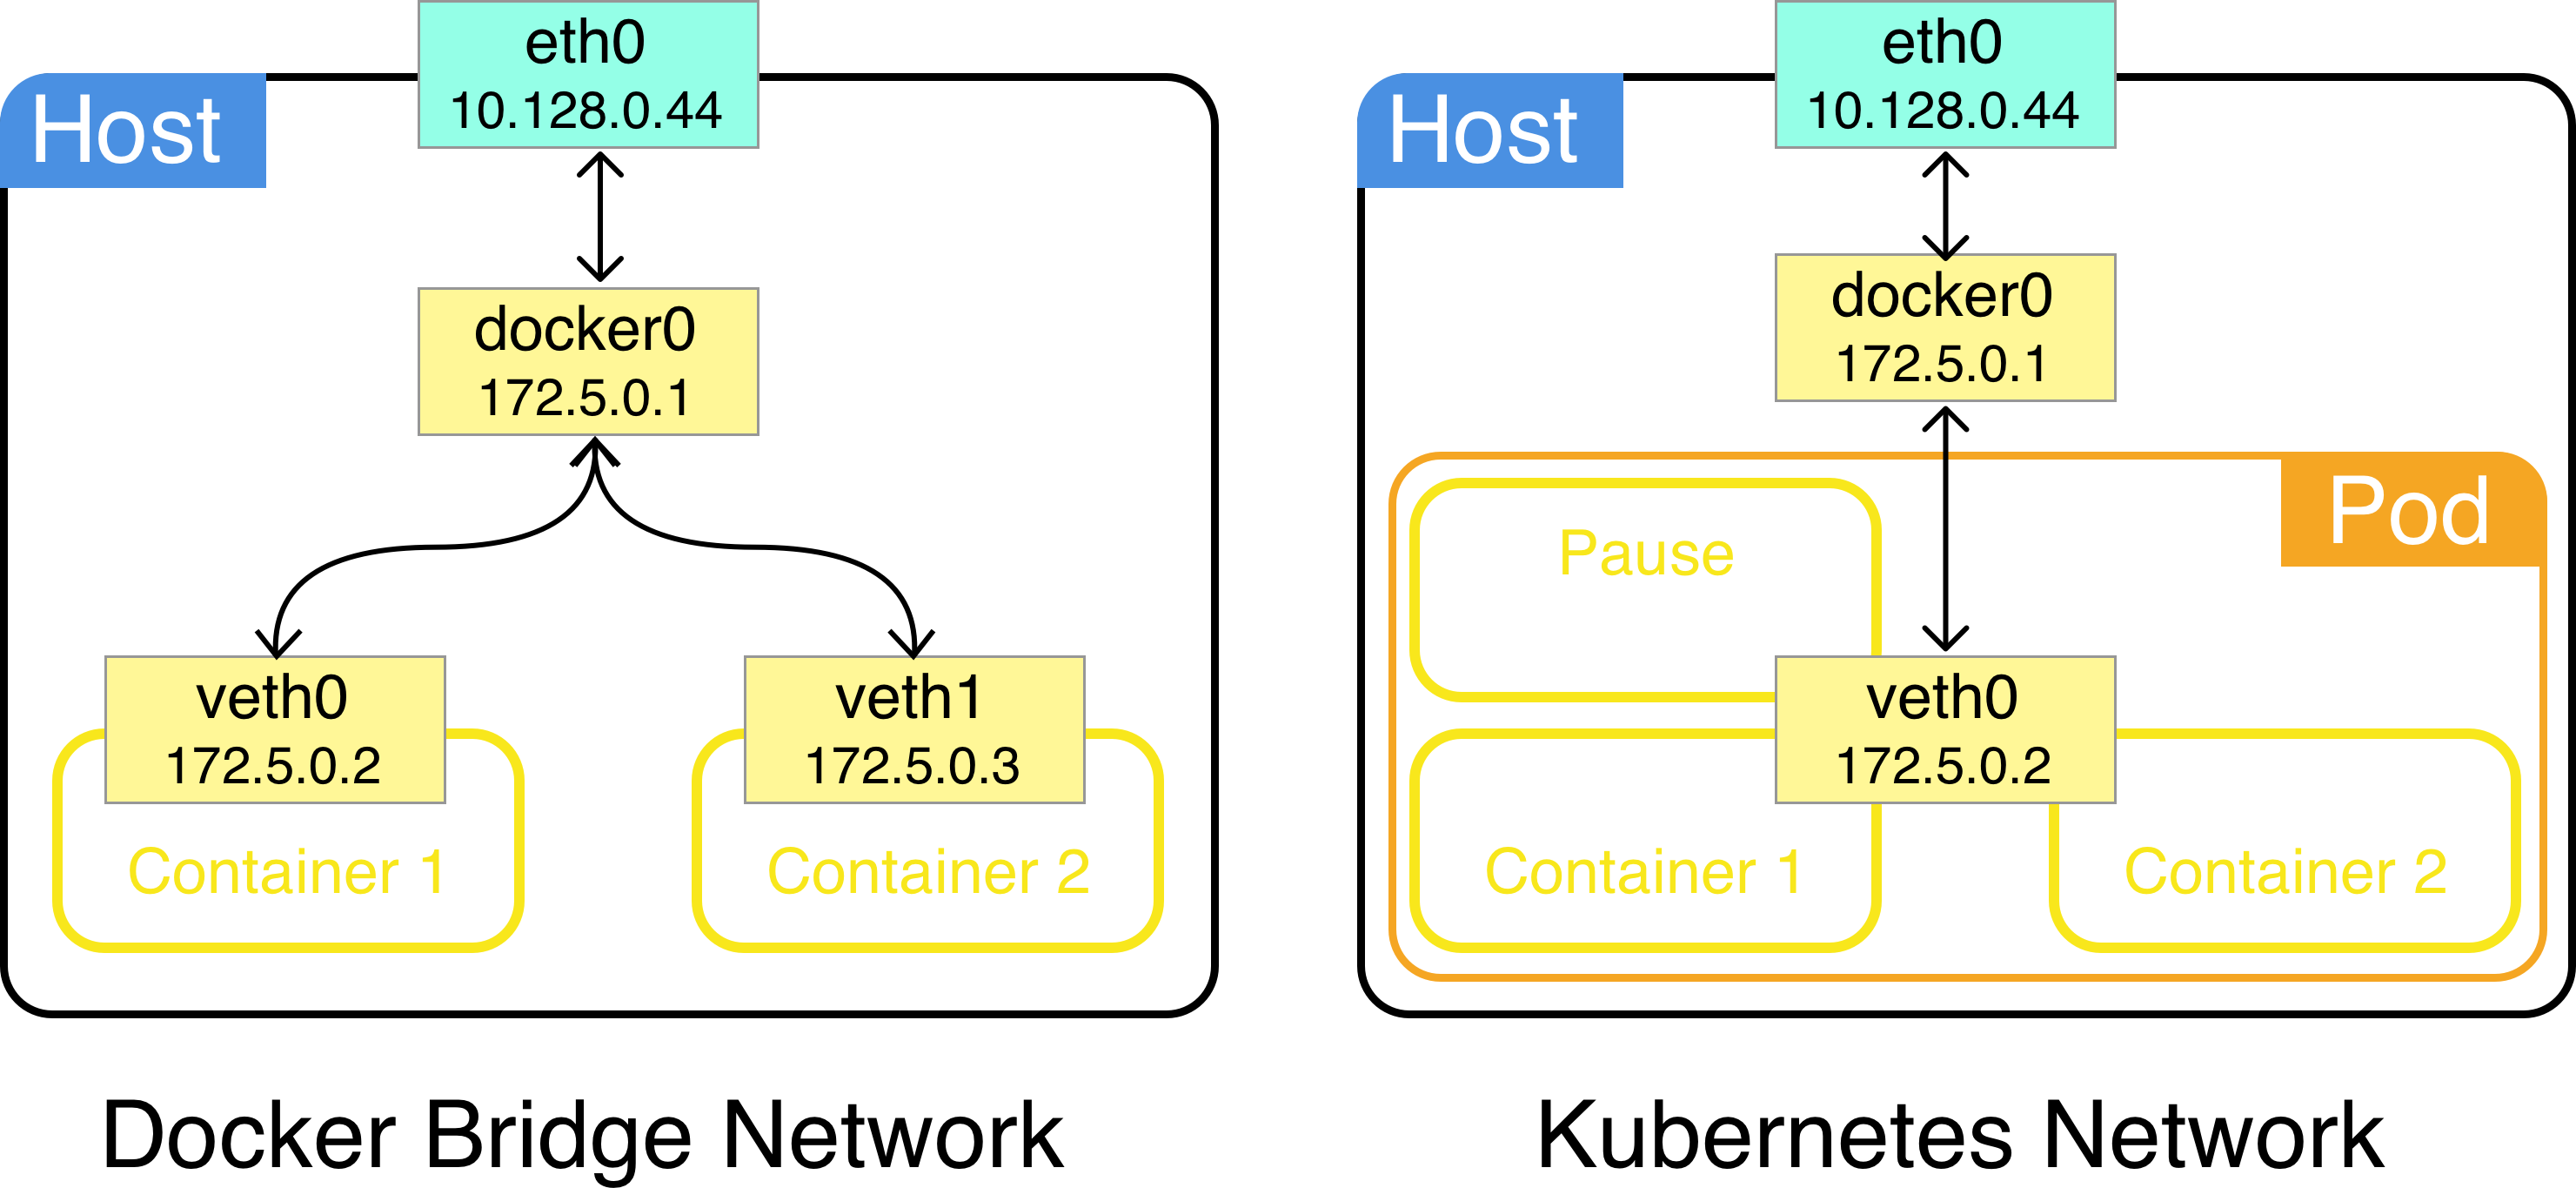 eth0
10.128.0.44
Host
docker0
172.5.0.1
veth0
172.5.0.2
veth1
172.5.0.3
Container 1
Container 2
Docker Bridge Network
eth0
10.128.0.44
Host
docker0
172.5.0.1
Pod
Pause
veth0
172.5.0.2
Container 1
Container 2
Kubernetes Network